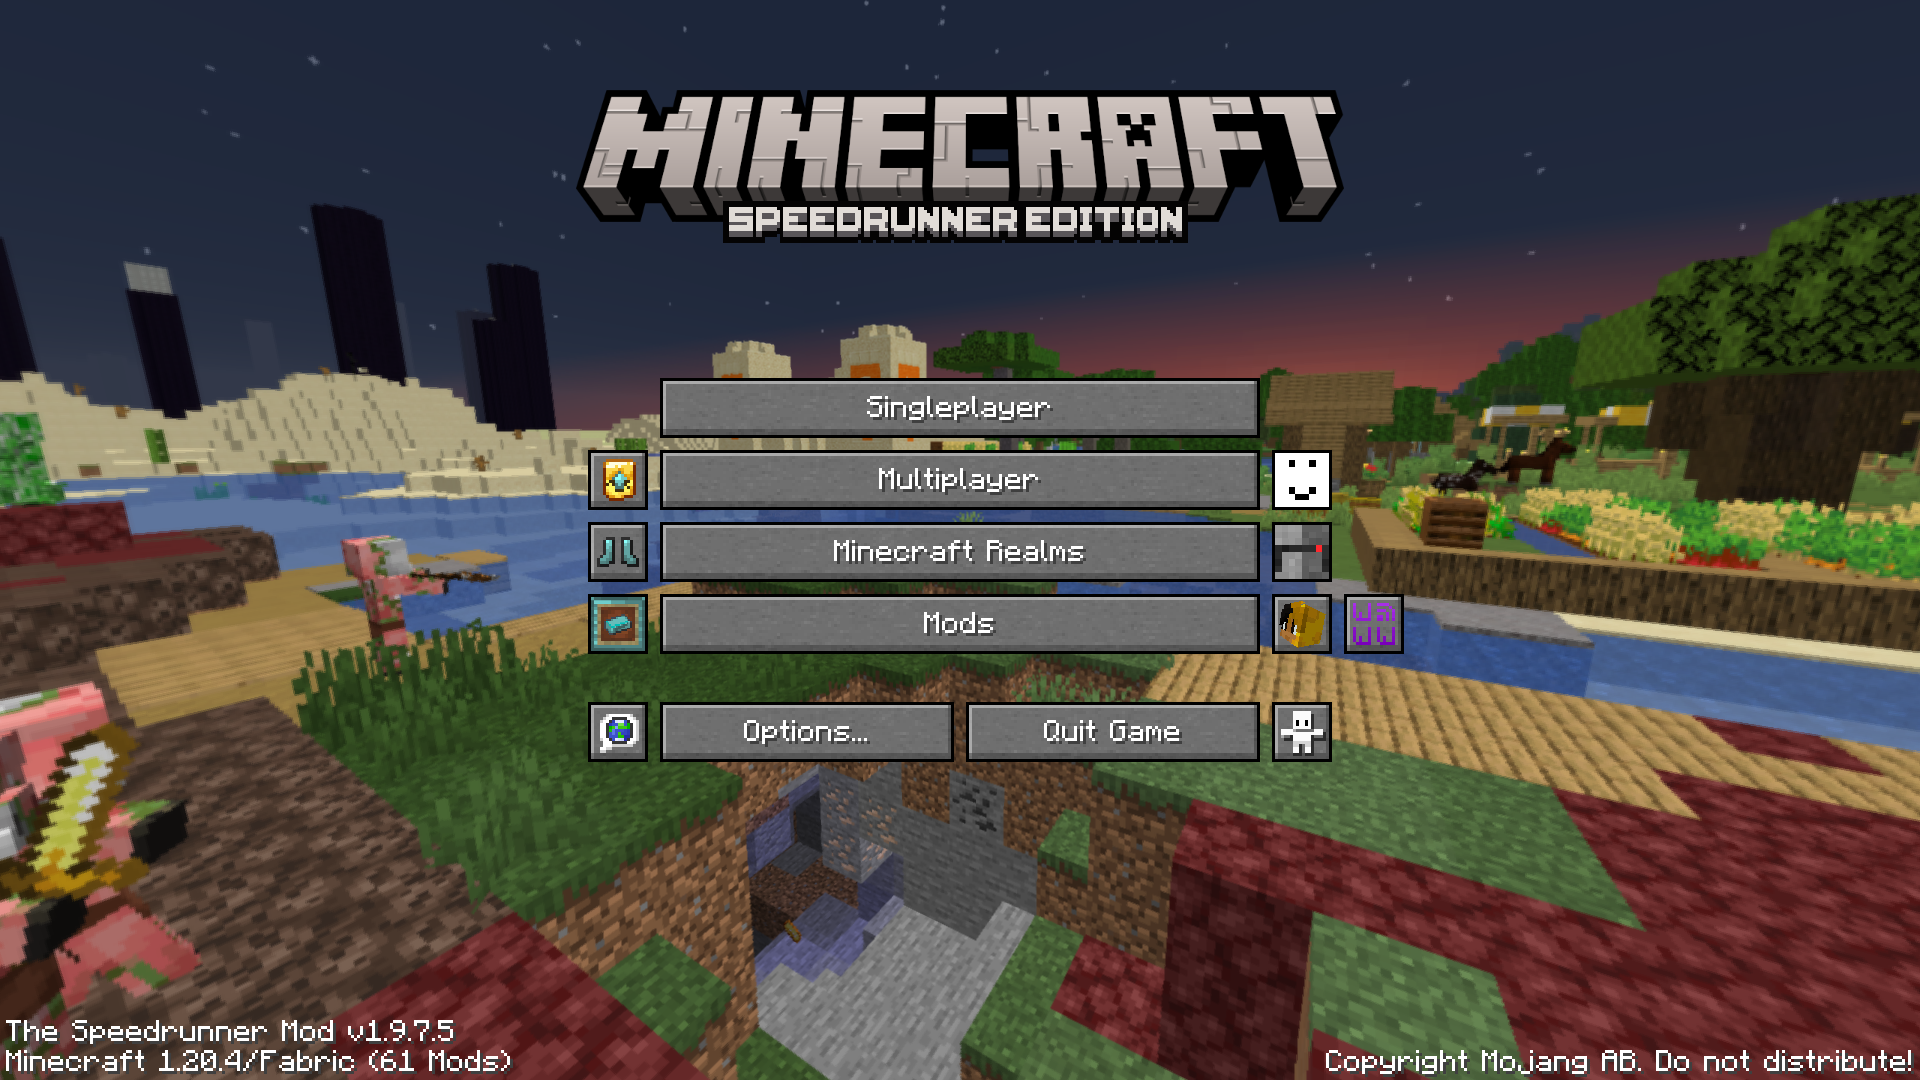 MINECRAFT
SPEEDRUNNER EDITION
Singleplayer
Multiplayer
Minecraft Realms
Mods
Options...
Quit Game
The Speedrunner Mod v1.9.7.5
Minecraft 1.20.4/Fabric (61 Mods)
Copyright Mojang AB. Do not distribute!